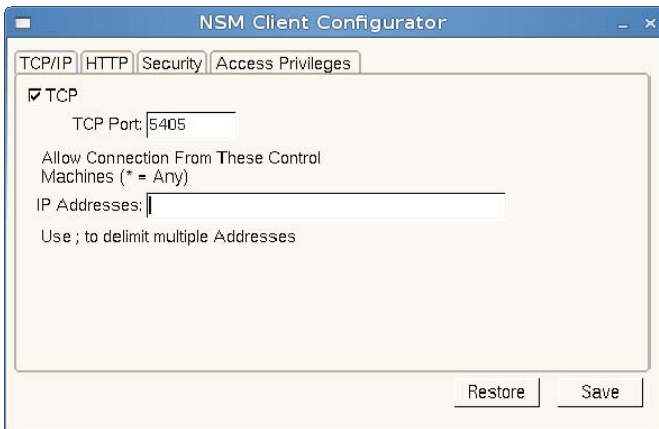 NSM Client Configurator
TCP/IP HTTP Security Access Privileges
TCP
TCP Port: 5405
Allow Connection From These Control
Machines (* = Any)
IP Addresses:
Use ; to delimit multiple Addresses
Restore Save